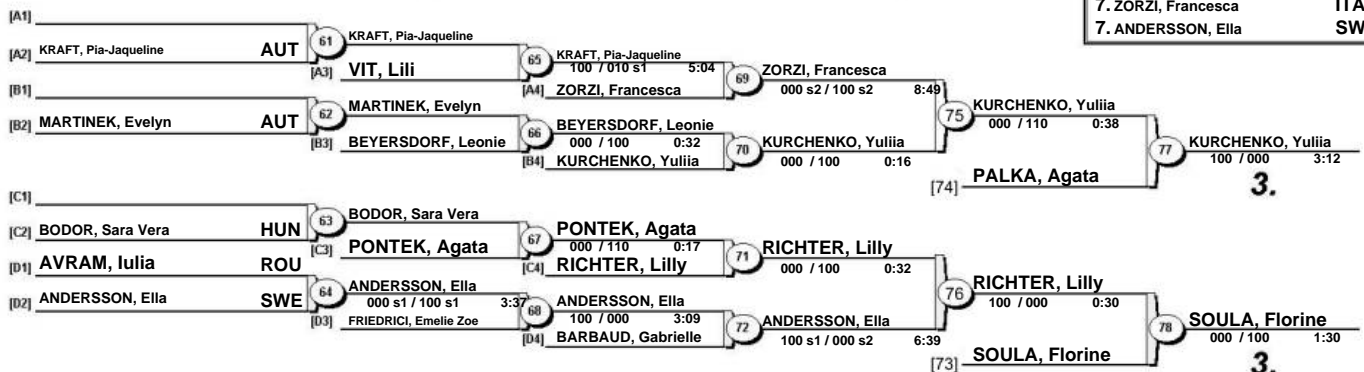 7. ZORZI, Francesca ITA
7. ANDERSSON, Ella SW
[A1]
[A2] KRAFT, Pia-Jaqueline AUT
61
KRAFT, Pia-Jaqueline
[A3] VIT, Lili
65
KRAFT, Pia-Jaqueline
100 / 010 s1 5:04
[A4] ZORZI, Francesca
69
ZORZI, Francesca
000 s2 / 100 s2 8:49
[B1]
[B2] MARTINEK, Evelyn AUT
62
MARTINEK, Evelyn
[B3] BEYERSDORF, Leonie
66
BEYERSDORF, Leonie
000 / 100 0:32
[B4] KURCHENKO, Yuliia
70
KURCHENKO, Yuliia
000 / 100 0:16
75
KURCHENKO, Yuliia
000 / 110 0:38
[74] PALKA, Agata
77
KURCHENKO, Yuliia
100 / 000 3:12
3.
[C1]
[C2] BODOR, Sara Vera HUN
63
BODOR, Sara Vera
[C3] PONTEK, Agata
67
PONTEK, Agata
000 / 110 0:17
[C4] RICHTER, Lilly
71
RICHTER, Lilly
000 / 100 0:32
[D1] AVRAM, Iulia ROU
[D2] ANDERSSON, Ella SWE
64
ANDERSSON, Ella
000 s1 / 100 s1 3:37
[D3] FRIEDRICI, Emelie Zoe
68
ANDERSSON, Ella
100 / 000 3:09
[D4] BARBAUD, Gabrielle
72
ANDERSSON, Ella
100 s1 / 000 s2 6:39
76
RICHTER, Lilly
100 / 000 0:30
[73] SOULA, Florine
78
SOULA, Florine
000 / 100 1:30
3.